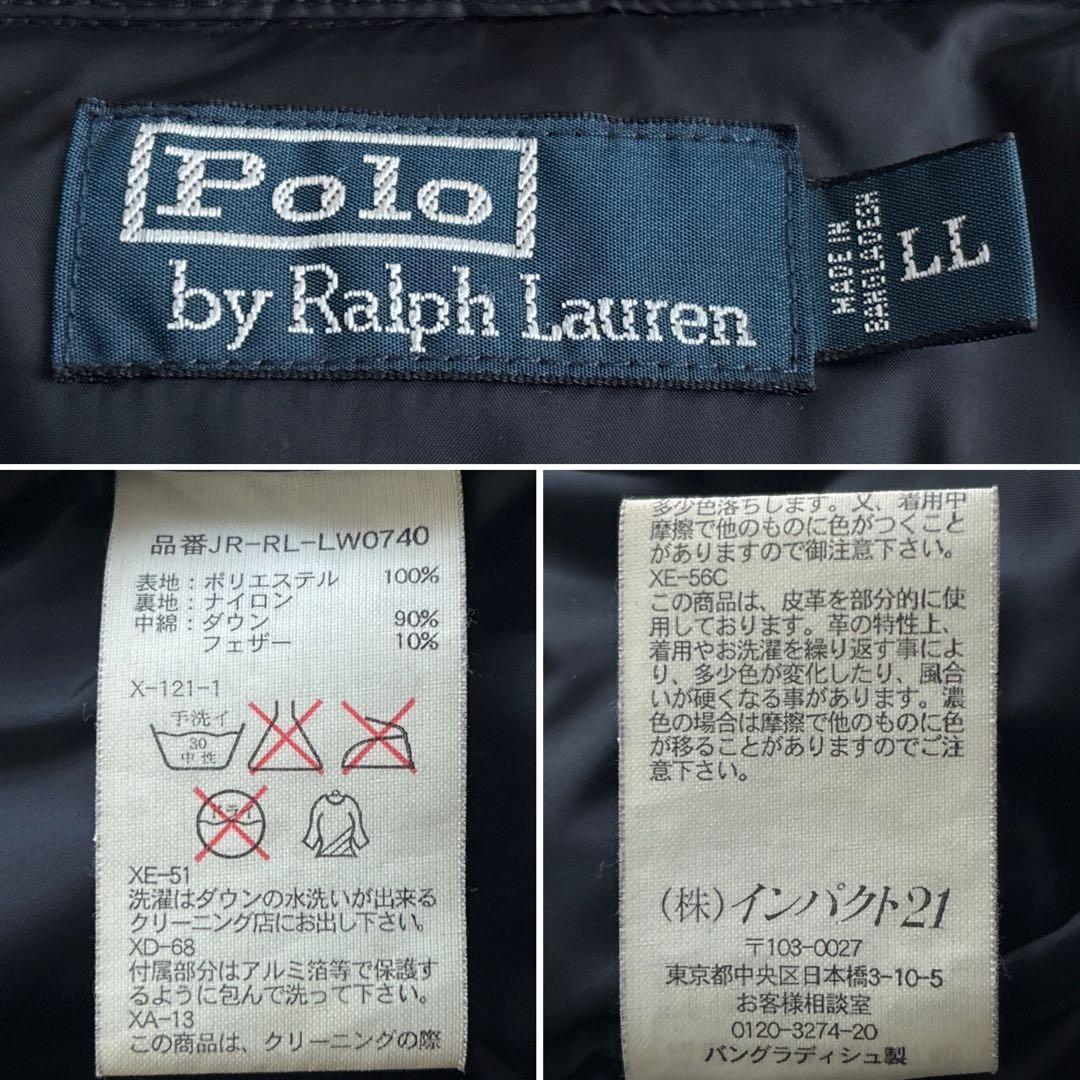 Polo
by Ralph Lauren
MADE IN
BANGLADESH
LL
品番JR-RL-LW0740
表地：ポリエステル 100%
裏地：ナイロン
中綿：ダウン 90%
フェザー 10%
X-121-1
手洗イ
30
中性
ドライ
XE-51
洗濯はダウンの水洗いが出来る
クリーニング店にお出し下さい。
XD-68
付属部分はアルミ箔等で保護す
るように包んで洗って下さい。
XA-13
この商品は、クリーニングの際
多少色落ちします。又、着用中
摩擦で他のものに色がつくこと
がありますので御注意下さい。
XE-56C
この商品は、皮革を部分的に使
用しております。革の特性上、
着用やお洗濯を繰り返す事によ
り、多少色が変化したり、風合
いが硬くなる事があります。濃
色の場合は摩擦で他のものに色
が移ることがありますのでご注
意下さい。
(株)インパクト21
〒103-0027
東京都中央区日本橋3-10-5
お客様相談室
0120-3274-20
バングラディシュ製